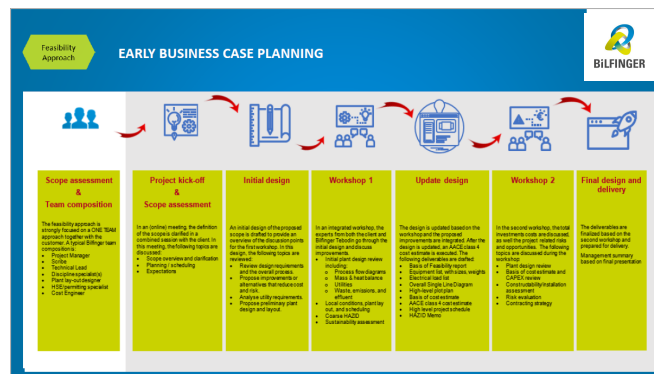 Feasibility
Approach
EARLY BUSINESS CASE PLANNING
BILFINGER
Scope assessment
&
Team composition
The feasibility approach is
strongly focused on a ONE TEAM
approach together with the
customer. A typical Bilfinger team
composition is:
• Project Manager
• Scribe
• Technical Lead
• Discipline specialist(s)
• Plant lay-out designer
• HSE/permitting specialist
• Cost Engineer
Project kick-off
&
Scope assessment
In an (online) meeting, the definition
of the scope is clarified in a
combined session with the client. In
this meeting, the following topics are
discussed:
• Scope overview and clarification
• Planning / scheduling
• Expectations
Initial design
An initial design of the proposed
scope is drafted to provide an
overview of the discussion points
for the first workshop. In this
design, the following topics are
reviewed:
• Review design requirements
and the overall process.
• Propose improvements or
alternatives that reduce cost
and risk.
• Analyse utility requirements.
• Propose preliminary plant
design and layout.
Workshop 1
In an integrated workshop, the
experts from both the client and
Bilfinger Tebodin go through the
initial design and discuss
improvements.
• Initial plant design review
including:
o Process flow diagrams.
o Mass & heat balance
o Utilities
o Waste, emissions, and
effluent
• Local conditions, plant lay
out, and scheduling
• Coarse HAZID
• Sustainability assessment
Update design
The design is updated based on the
workshop and the proposed
improvements are integrated. After the
design is updated, an AACE class 4
cost estimate is executed. The
following deliverables are drafted:
• Basis of Feasibility report
• Equipment list, with sizes, weights
• Electrical load list
• Overall Single Line Diagram
• High-level plot plan
• Basis of cost estimate
• AACE class 4 cost estimate
• High level project schedule
• HAZID Memo
Workshop 2
In the second workshop, the total
investments costs are discussed,
as well the project related risks
and opportunities. The following
topics are discussed during the
workshop:
• Plant design review
• Basis of cost estimate and
CAPEX review
• Constructability/installation
assessment
• Risk evaluation
• Contracting strategy
Final design and
delivery
The deliverables are
finalized based on the
second workshop and
prepared for delivery.
Management summary
based on final presentation